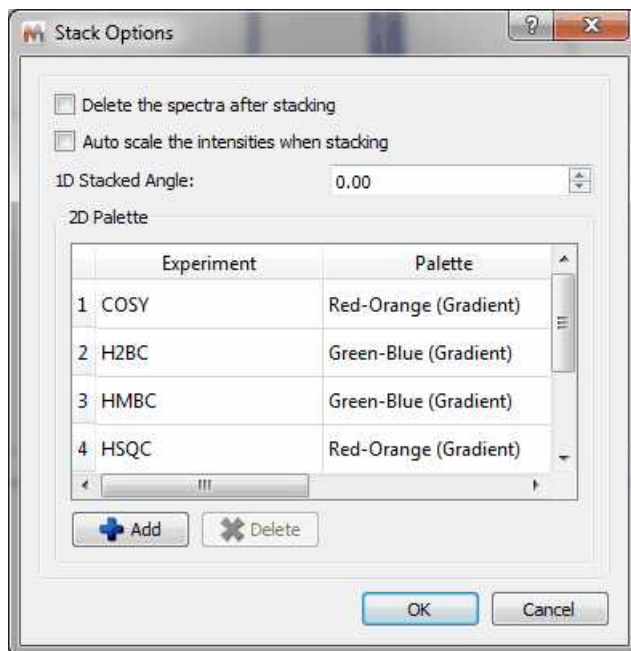 Stack Options
Delete the spectra after stacking
Auto scale the intensities when stacking
1D Stacked Angle: 0.00
2D Palette
Experiment Palette
1 COSY Red-Orange (Gradient)
2 H2BC Green-Blue (Gradient)
3 HMBC Green-Blue (Gradient)
4 HSQC Red-Orange (Gradient)
Add Delete
OK Cancel